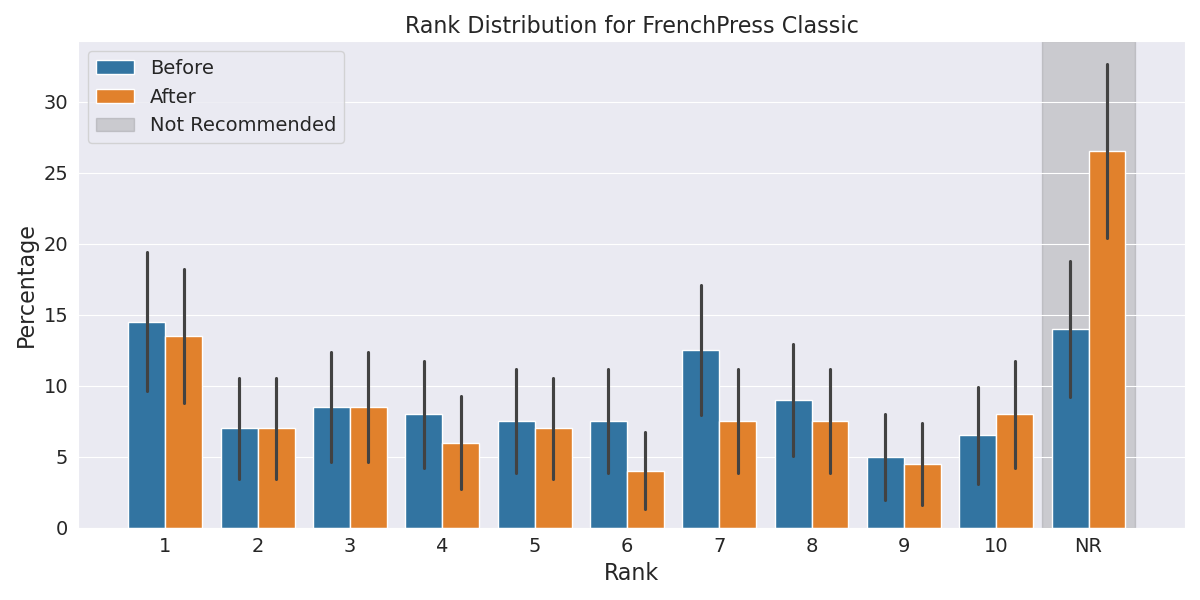 Rank Distribution for FrenchPress Classic
Before
After
Not Recommended
Percentage
30
25
20
15
10
5
0
1 2 3 4 5 6 7 8 9 10 NR
Rank